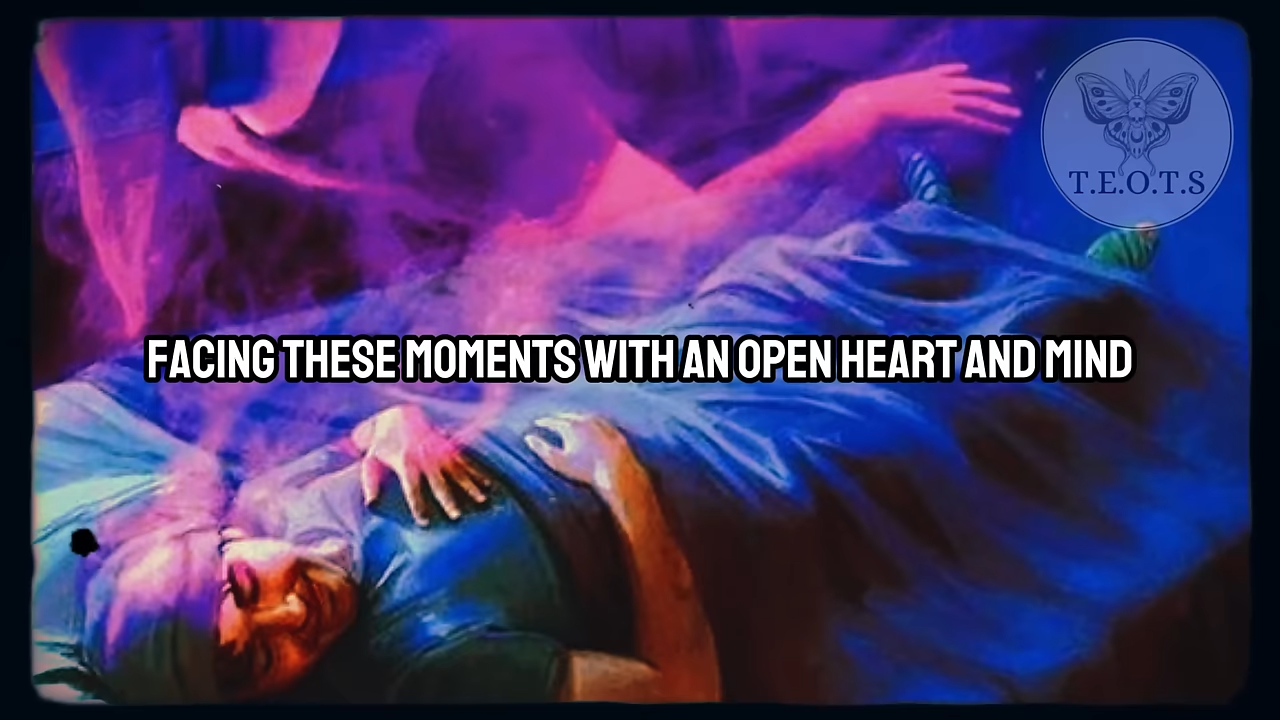 T.E.O.T.S
FACING THESE MOMENTS WITH AN OPEN HEART AND MIND